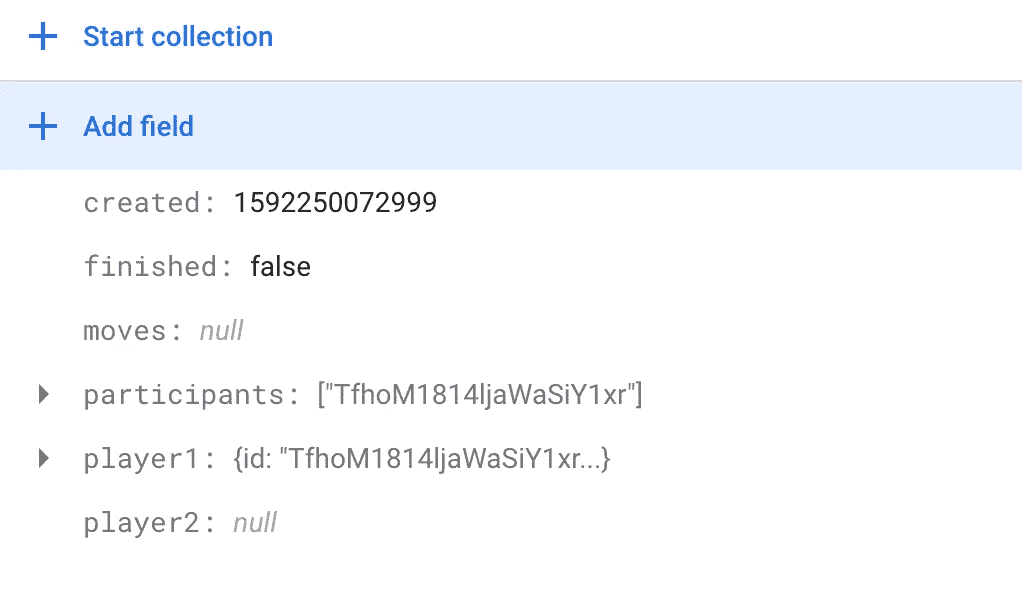 Start collection
Add field
created: 1592250072999
finished: false
moves: null
participants: ["TfhoM1814ljaWaSiY1xr"]
player1: {id: "TfhoM1814ljaWaSiY1xr...}
player2: null